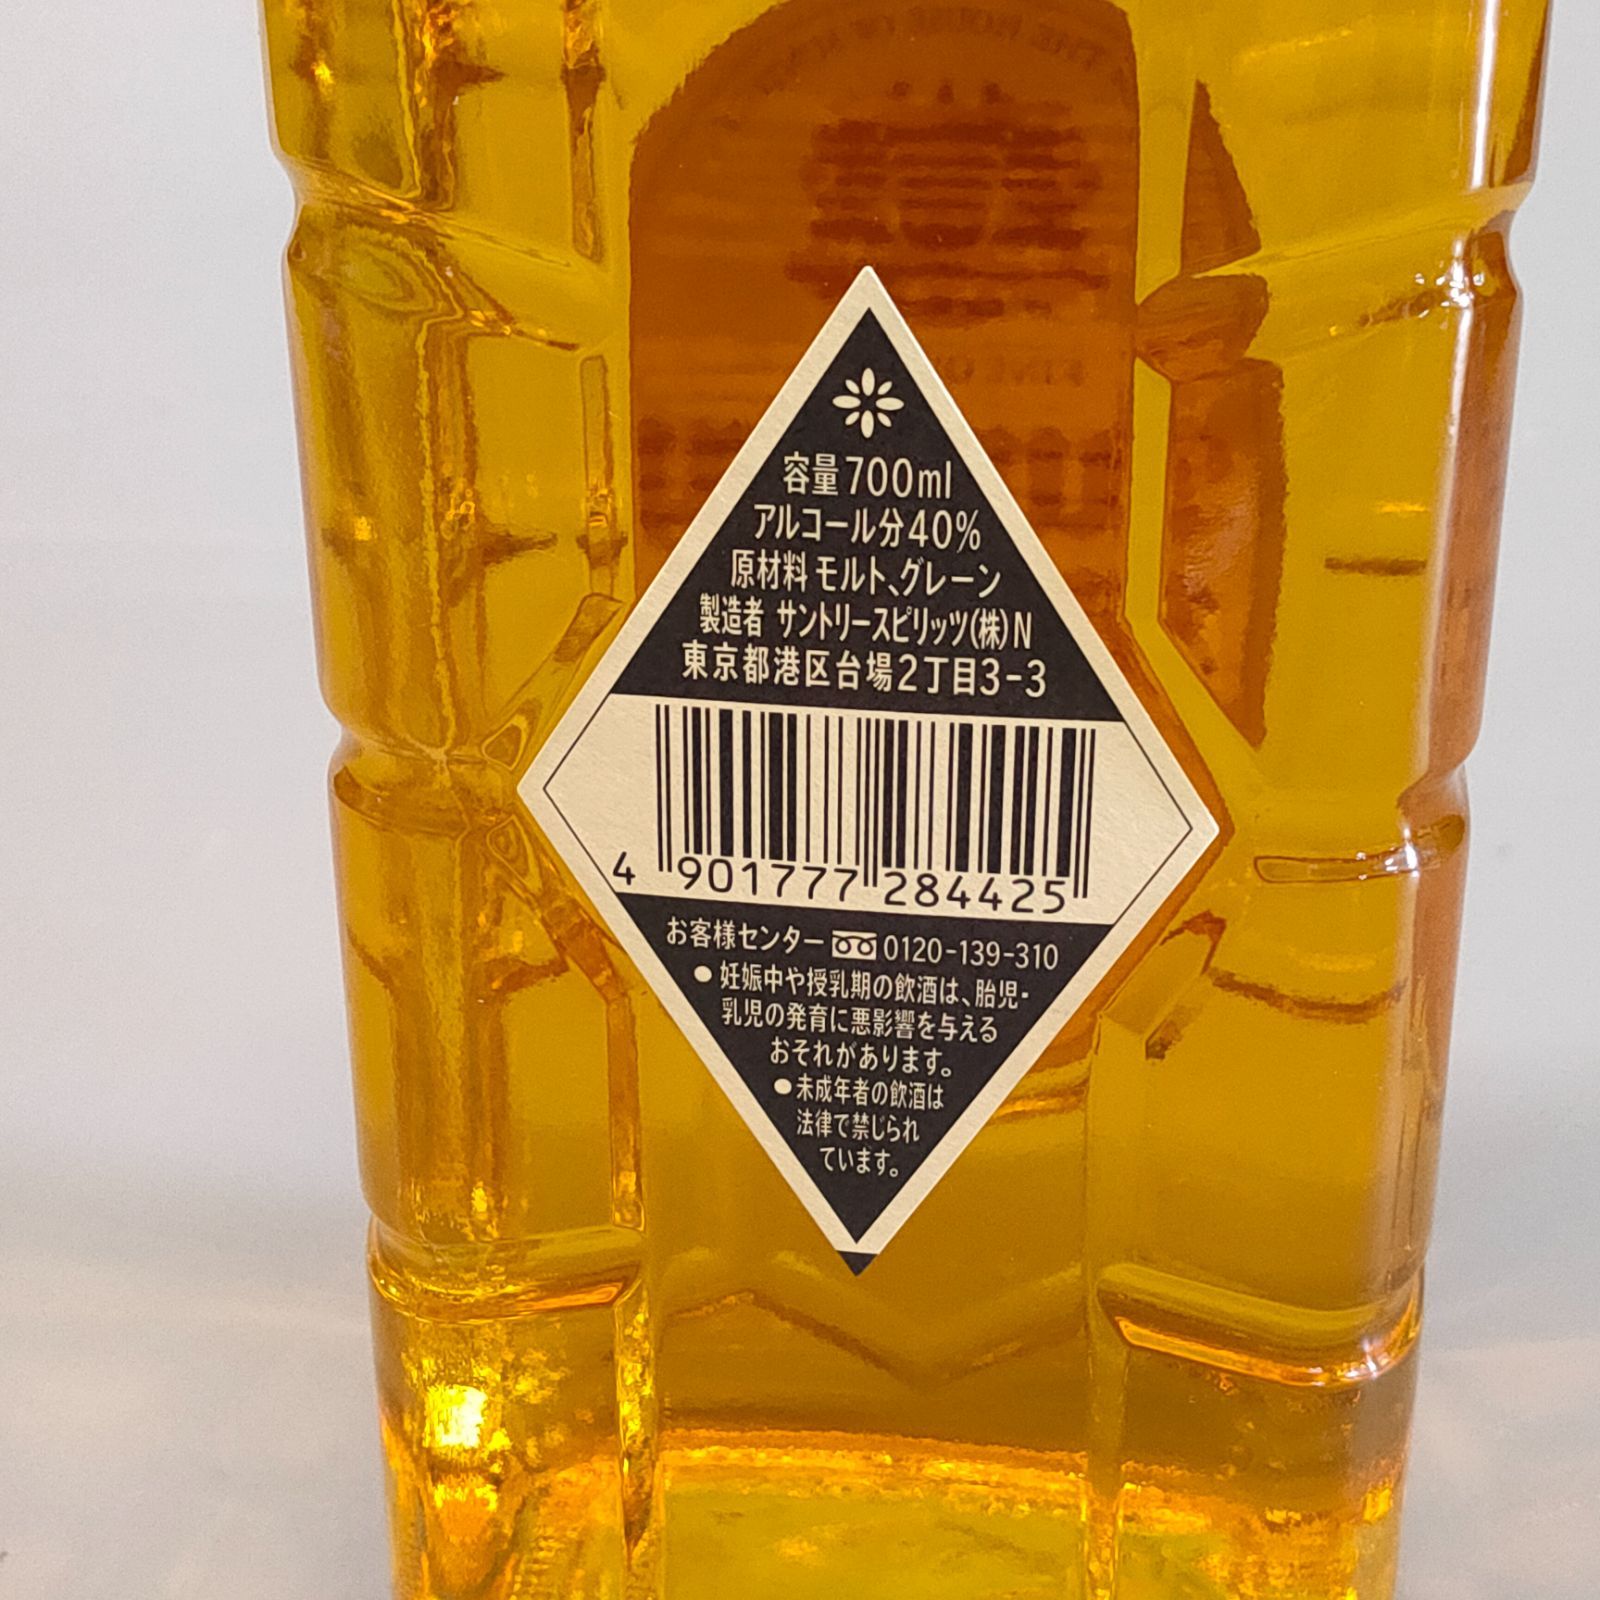 THE HOUSE OF
容量700ml
アルコール分40%
原材料 モルト、グレーン
製造者 サントリースピリッツ(株)N
東京都港区台場2丁目3-3
4 901777 284425
お客様センター 0120-139-310
● 妊娠中や授乳期の飲酒は、胎児・
乳児の発育に悪影響を与える
おそれがあります。
● 未成年者の飲酒は
法律で禁じられ
ています。